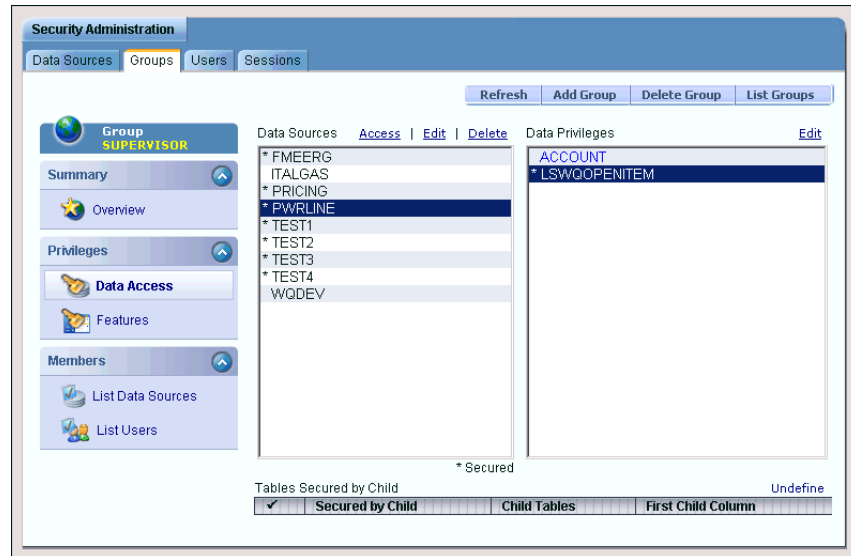 Security Administration
Data Sources Groups Users Sessions
Refresh Add Group Delete Group List Groups
Group
SUPERVISOR
Summary
Overview
Privileges
Data Access
Features
Members
List Data Sources
List Users
Data Sources Access | Edit | Delete
* FMEERG
ITALGAS
* PRICING
* PWRLINE
* TEST1
* TEST2
* TEST3
* TEST4
WQDEV
* Secured
Data Privileges Edit
ACCOUNT
* LSWQOPENITEM
Tables Secured by Child Undefine
✓ Secured by Child Child Tables First Child Column